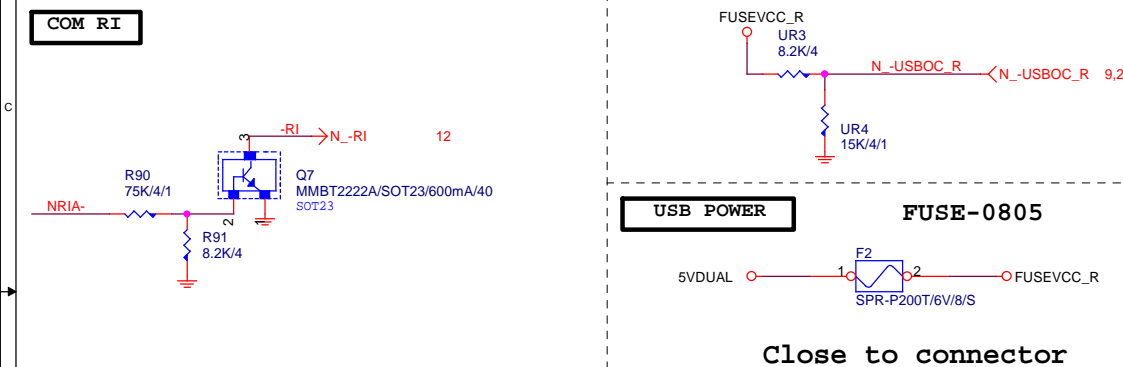 COM RI
C
-RI
N_-RI
12
3
R90
75K/4/1
Q7
MMBT2222A/SOT23/600mA/40
SOT23
NRIA-
2
1
R91
8.2K/4
FUSEVCC_R
UR3
8.2K/4
N_-USBOC_R
N_-USBOC_R 9,2
UR4
15K/4/1
USB POWER
FUSE-0805
F2
5VDUAL
1
2
FUSEVCC_R
SPR-P200T/6V/8/S
Close to connector